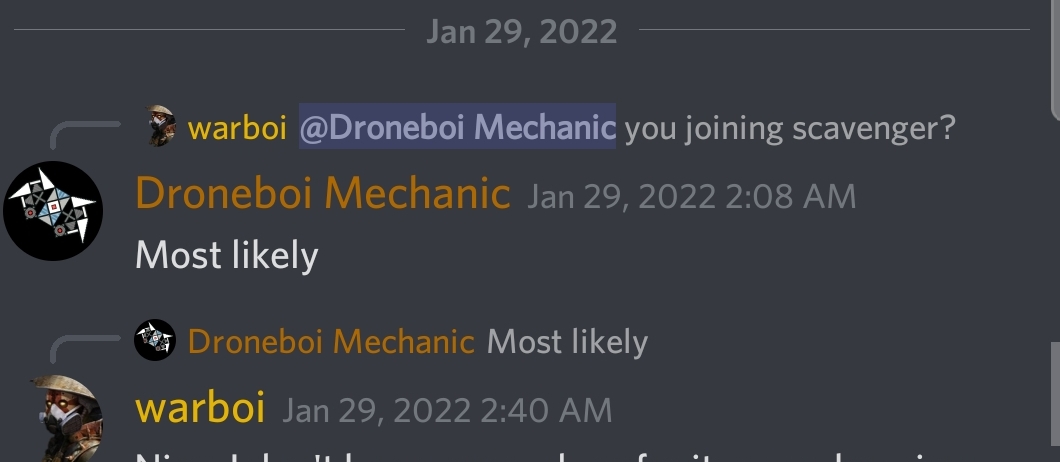 Jan 29, 2022
warboi @Droneboi Mechanic you joining scavenger?
Droneboi Mechanic Jan 29, 2022 2:08 AM
Most likely
Droneboi Mechanic Most likely
warboi Jan 29, 2022 2:40 AM